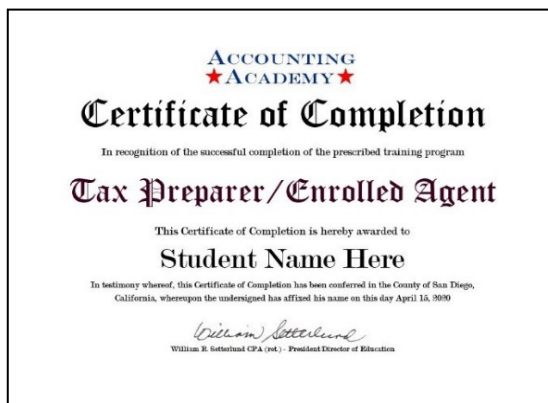 ACCOUNTING
★ACADEMY★
Certificate of Completion
In recognition of the successful completion of the prescribed training program
Tax Preparer/Enrolled Agent
This Certificate of Completion is hereby awarded to
Student Name Here
In testimony whereof, this Certificate of Completion has been conferred in the County of San Diego,
California, whereupon the undersigned has affixed his name on this day April 15, 2020
William Setterlund
William R. Setterlund CPA (ret.) - President Director of Education